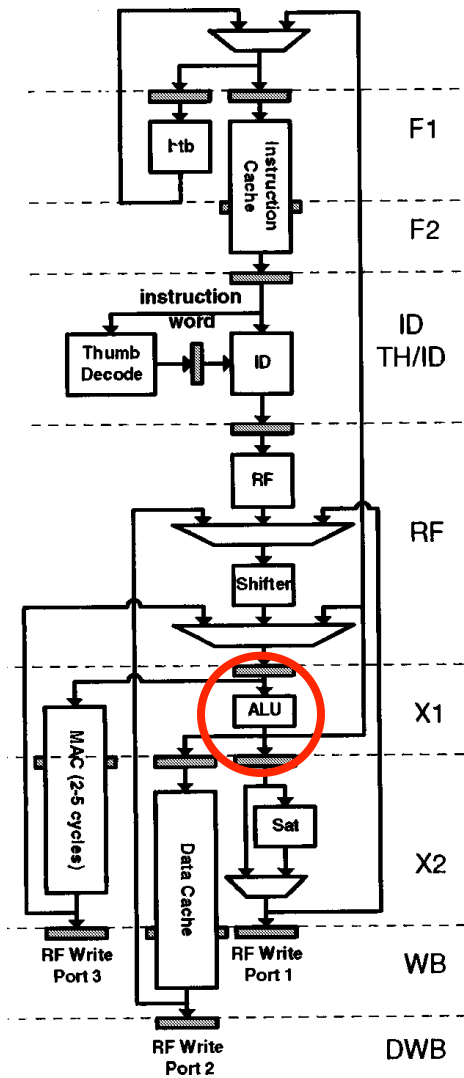 F1
btb
Instruction
Cache
F2
instruction
word
ID
TH/ID
Thumb
Decode
ID
RF
RF
Shifter
ALU
X1
MAC (2-5 cycles)
Data Cache
Sat
X2
RF Write
Port 3
RF Write
Port 1
WB
RF Write
Port 2
DWB